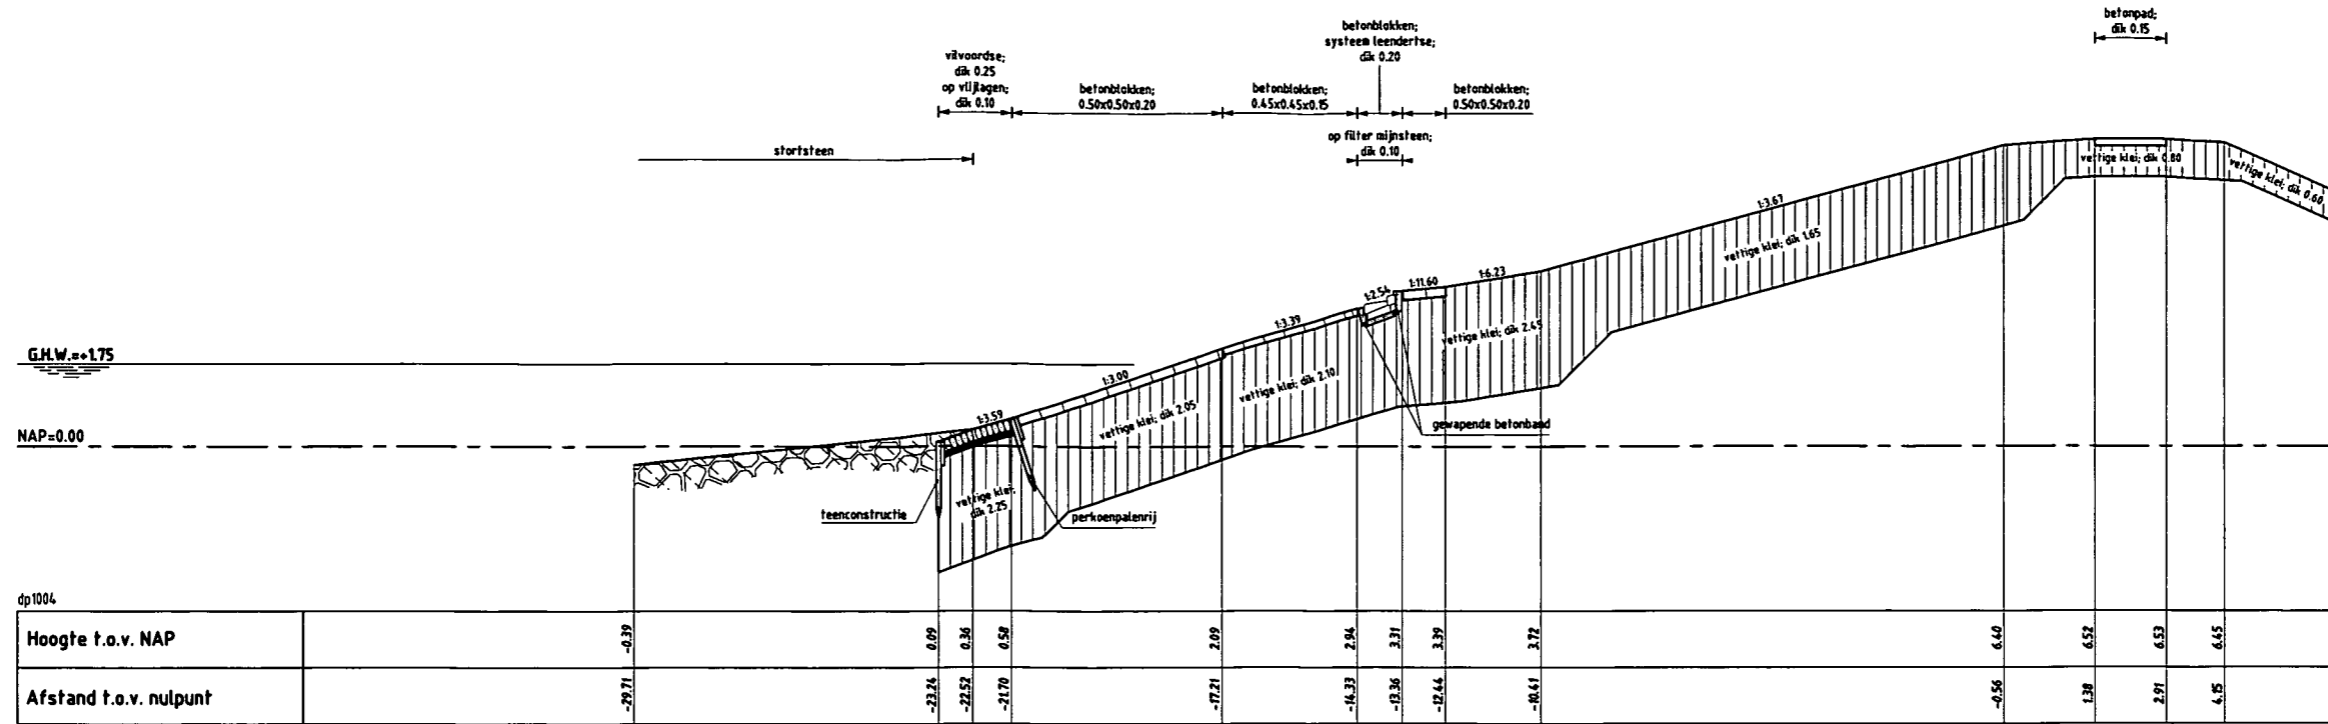 betonpad;
dik 0.15
betonblokken;
systeem leendertse;
dik 0.20
vilvoordse;
dik 0.25
op vlijlagen;
dik 0.10
betonblokken;
0.50x0.50x0.20
betonblokken;
0.45x0.45x0.15
betonblokken;
0.50x0.50x0.20
op filter mijnsteen;
dik 0.10
stortsteen
vettige klei; dik 0.80
vettige klei; dik 0.60
1:3.67
vettige klei; dik 1.65
1:2.54
1:11.60
1:6.23
1:3.39
vettige klei; dik 2.45
G.H.W.=+1.75
1:3.00
vettige klei; dik 2.10
1:3.59
vettige klei; dik 2.05
gewapende betonband
NAP=0.00
vettige klei;
dik 2.25
teenconstructie
perkoenpalenrij
dp1004
Hoogte t.o.v. NAP -0.39 0.09 0.36 0.58 2.09 2.94 3.31 3.39 3.72 6.40 6.52 6.53 6.45
Afstand t.o.v. nulpunt -29.71 -23.24 -22.52 -21.70 -17.21 -14.33 -13.36 -12.44 -10.41 -0.56 1.38 2.91 4.15